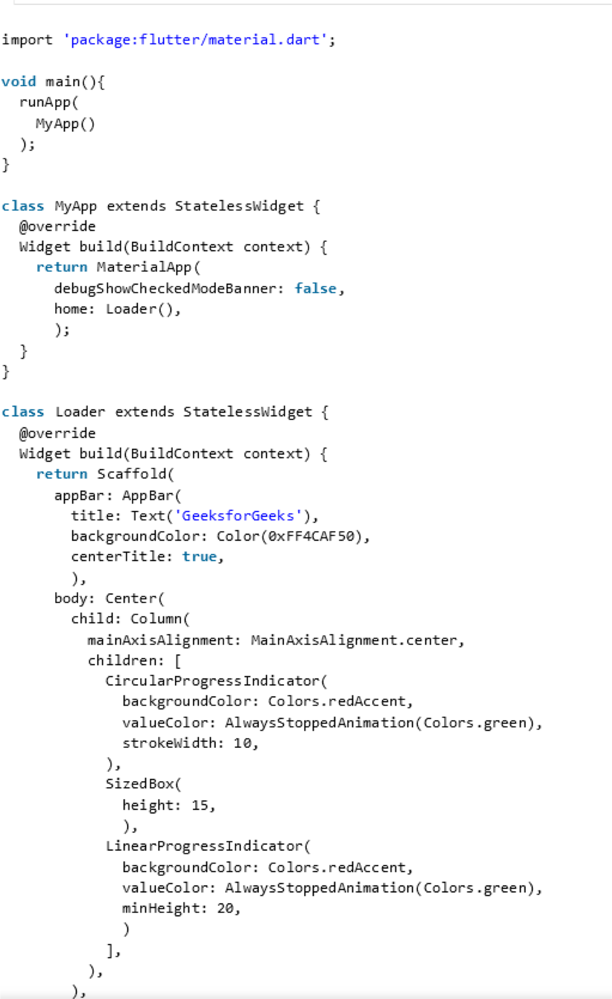 import 'package:flutter/material.dart';
void main(){
  runApp(
    MyApp()
  );
}
class MyApp extends StatelessWidget {
  @override
  Widget build(BuildContext context) {
    return MaterialApp(
      debugShowCheckedModeBanner: false,
      home: Loader(),
      );
  }
}
class Loader extends StatelessWidget {
  @override
  Widget build(BuildContext context) {
    return Scaffold(
      appBar: AppBar(
        title: Text('GeeksforGeeks'),
        backgroundColor: Color(0xFF4CAF50),
        centerTitle: true,
        ),
      body: Center(
        child: Column(
          mainAxisAlignment: MainAxisAlignment.center,
          children: [
            CircularProgressIndicator(
              backgroundColor: Colors.redAccent,
              valueColor: AlwaysStoppedAnimation(Colors.green),
              strokeWidth: 10,
            ),
            SizedBox(
              height: 15,
              ),
            LinearProgressIndicator(
              backgroundColor: Colors.redAccent,
              valueColor: AlwaysStoppedAnimation(Colors.green),
              minHeight: 20,
              )
            ],
          ),
        ),